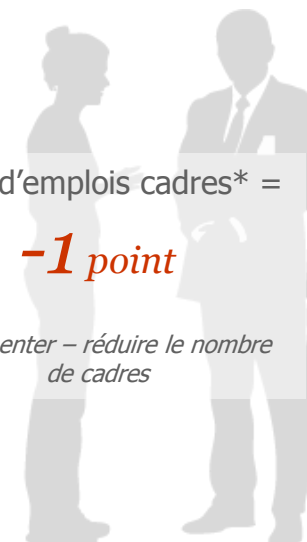 d'emplois cadres* =
-1 point
enter – réduire le nombre
de cadres